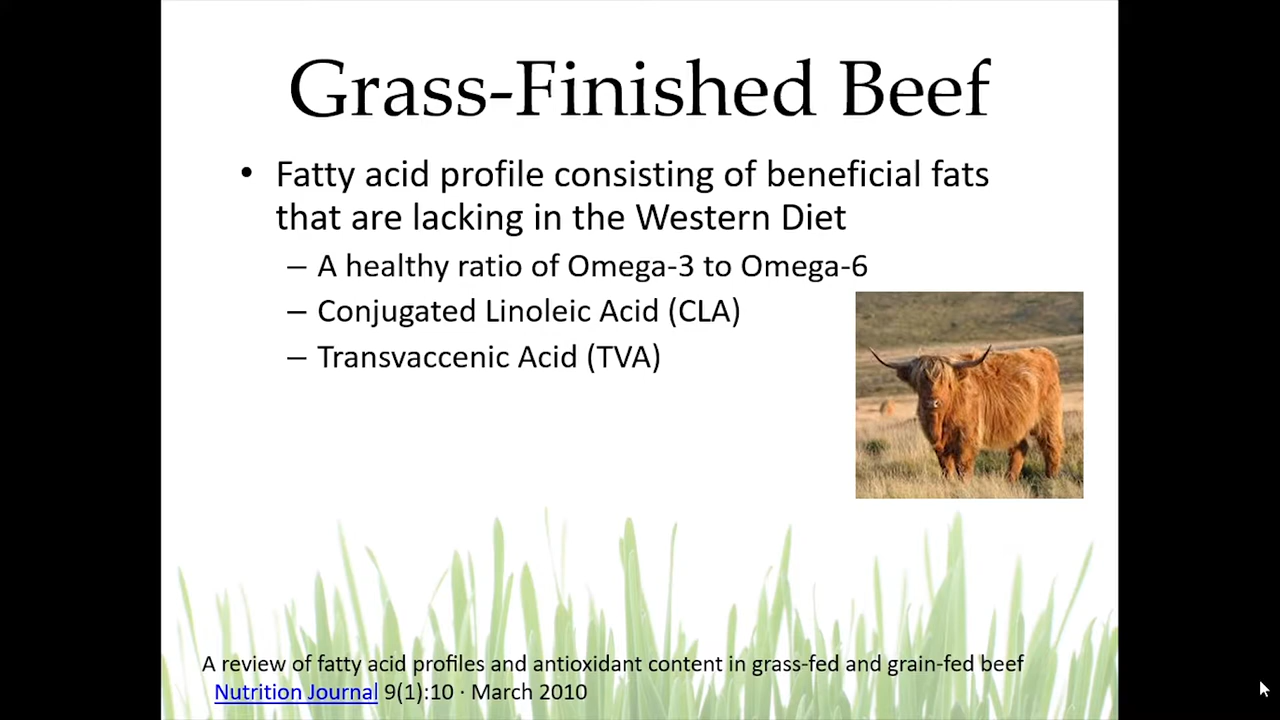 Grass-Finished Beef
• Fatty acid profile consisting of beneficial fats
that are lacking in the Western Diet
– A healthy ratio of Omega-3 to Omega-6
– Conjugated Linoleic Acid (CLA)
– Transvaccenic Acid (TVA)
A review of fatty acid profiles and antioxidant content in grass-fed and grain-fed beef
Nutrition Journal 9(1):10 · March 2010